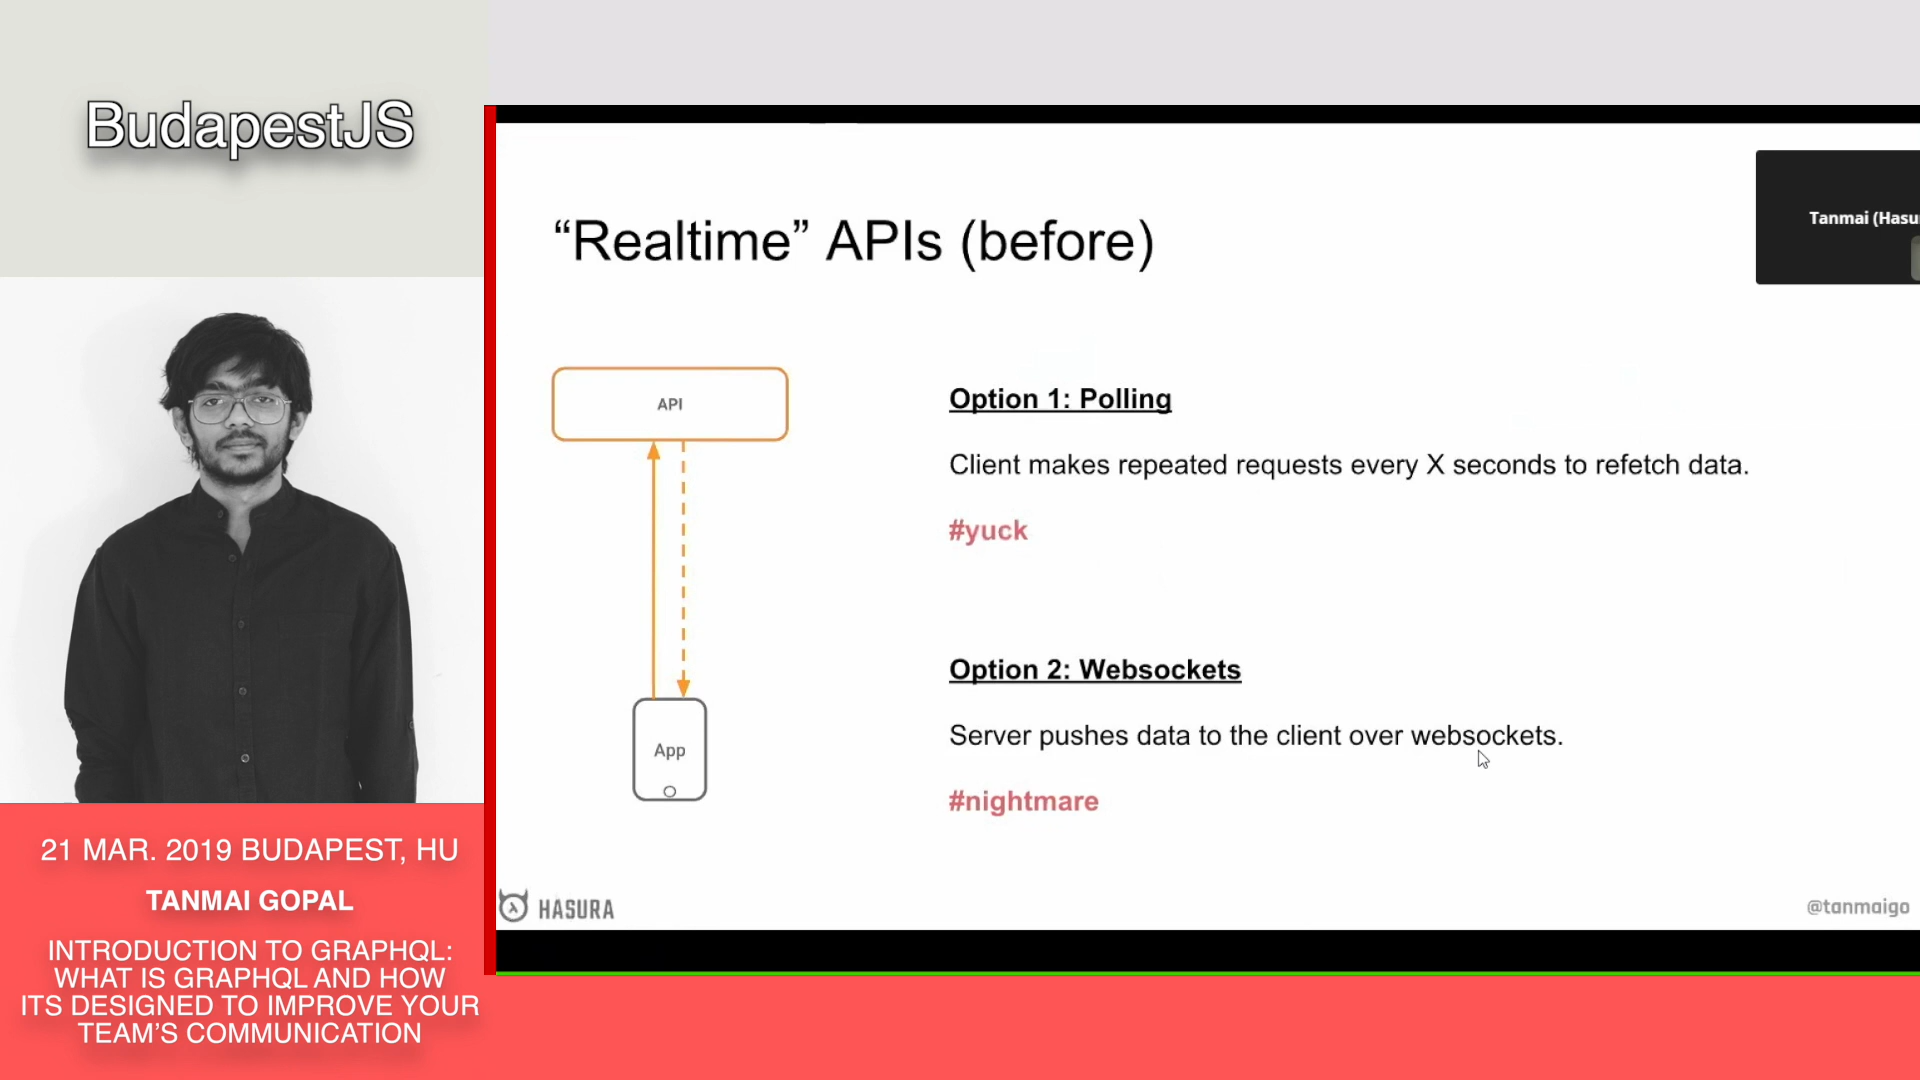 BudapestJS
21 MAR. 2019 BUDAPEST, HU
TANMAI GOPAL
INTRODUCTION TO GRAPHQL:
WHAT IS GRAPHQL AND HOW
ITS DESIGNED TO IMPROVE YOUR
TEAM’S COMMUNICATION
“Realtime” APIs (before)
Tanmai (Hasu
API
App
Option 1: Polling
Client makes repeated requests every X seconds to refetch data.
#yuck
Option 2: Websockets
Server pushes data to the client over websockets.
#nightmare
HASURA
@tanmaigo